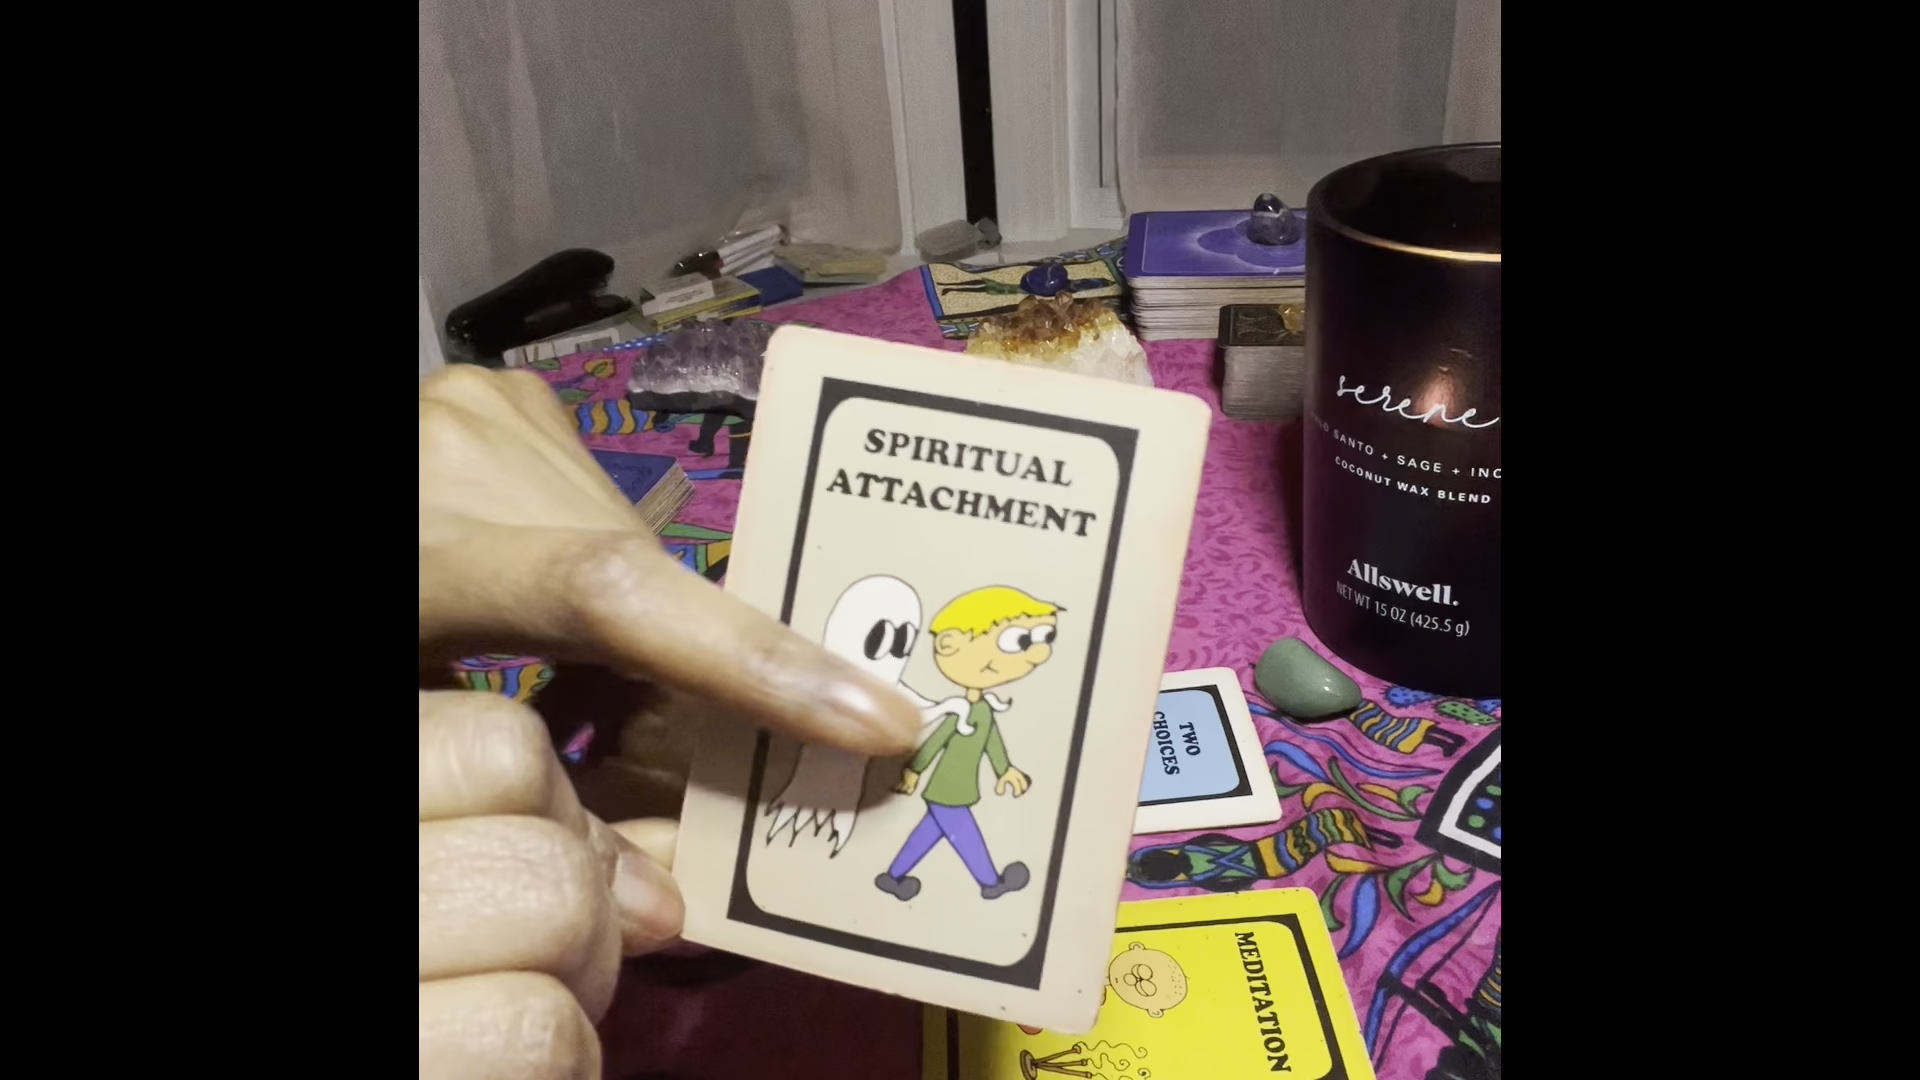 SPIRITUAL
ATTACHMENT
serene
SANTO + SAGE + INC
COCONUT WAX BLEND
Allswell.
NET WT 15 OZ (425.5 g)
TWO
CHOICES
MEDITATION